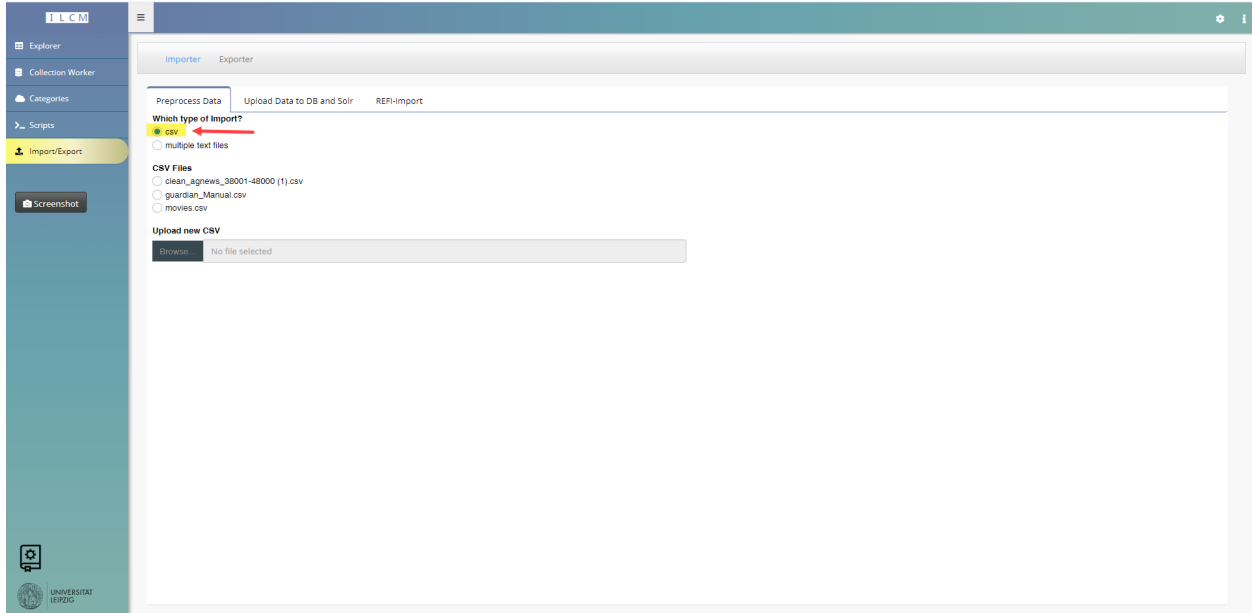 ILCM
Explorer
Collection Worker
Categories
Scripts
Import/Export
Screenshot
UNIVERSITÄT
LEIPZIG
Importer Exporter
Preprocess Data Upload Data to DB and Solr REFI-Import
Which type of Import?
csv
multiple text files
CSV Files
clean_agnews_38001-48000 (1).csv
guardian_Manual.csv
movies.csv
Upload new CSV
Browse... No file selected